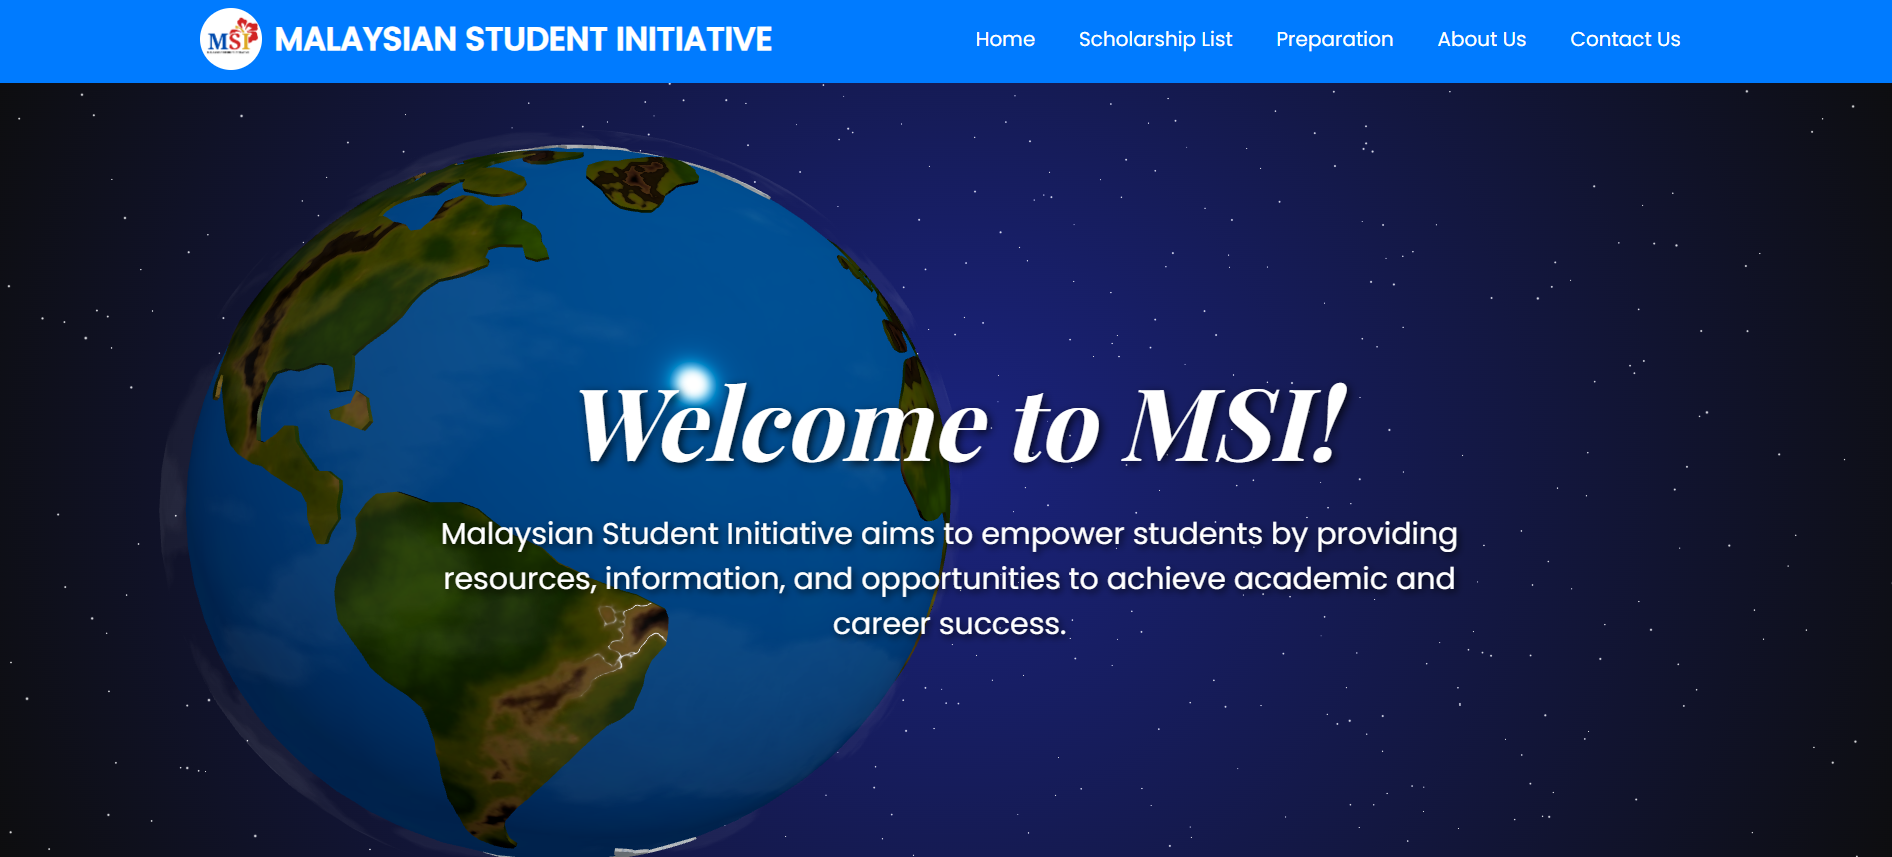 MSI
MALAYSIAN STUDENT INITIATIVE
Home
Scholarship List
Preparation
About Us
Contact Us
Welcome to MSI!
Malaysian Student Initiative aims to empower students by providing
resources, information, and opportunities to achieve academic and
career success.